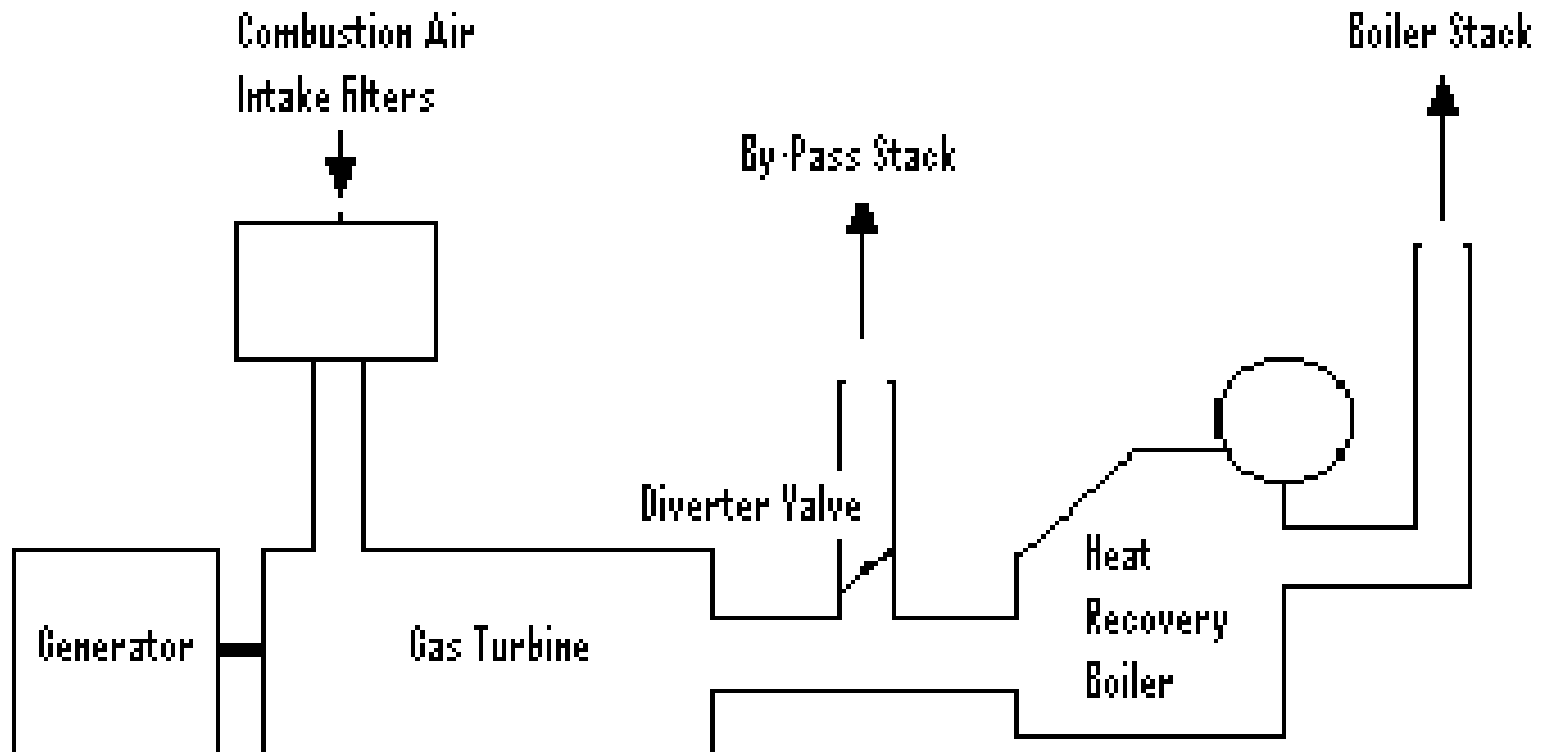 Combustion Air
Intake filters
Boiler Stack
By-Pass Stack
Diverter Valve
Heat
Recovery
Boiler
Generator
Gas Turbine